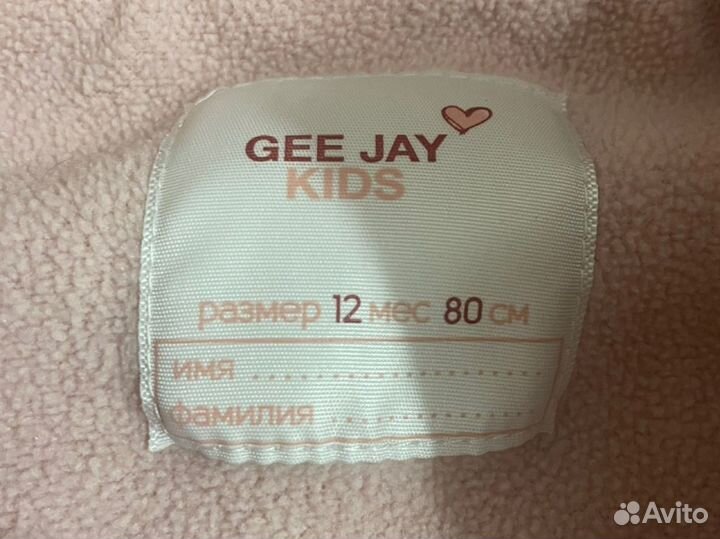 GEE JAY
KIDS
размер 12 мес 80 см
имя ........................
фамилия ..................
Avito